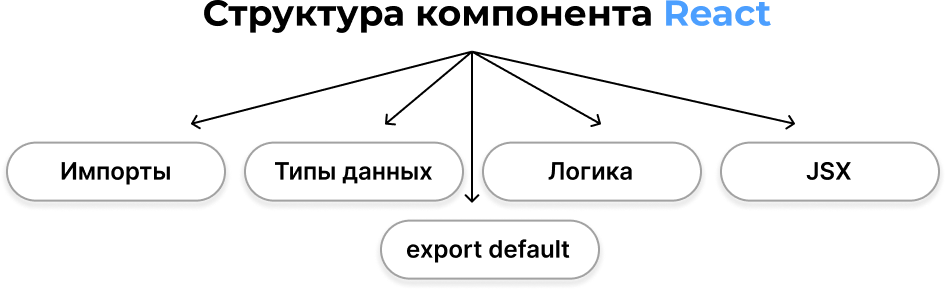 Структура компонента React
Импорты
Типы данных
Логика
JSX
export default